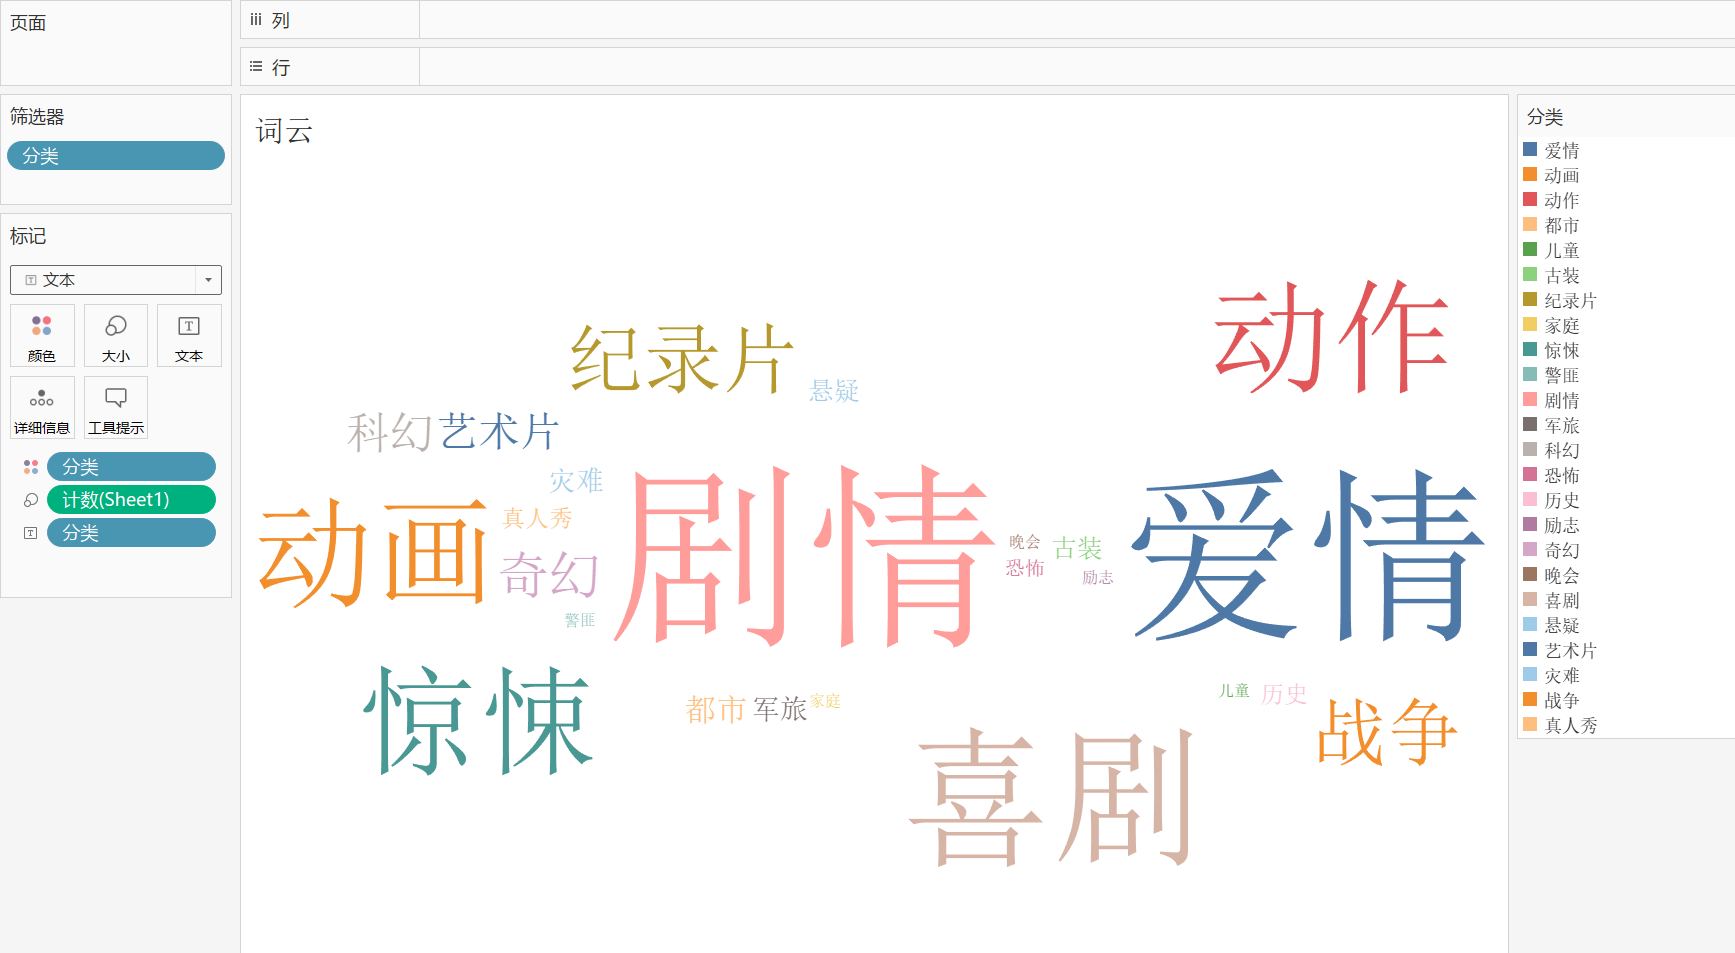 页面
列
行
筛选器
分类
标记
文本
颜色
大小
文本
详细信息
工具提示
分类
计数(Sheet1)
分类
词云
动作
纪录片
悬疑
科幻
艺术片
灾难
剧情
爱情
动画
真人秀
奇幻
晚会
古装
恐怖
励志
警匪
惊悚
都市
军旅
家庭
儿童
历史
战争
喜剧
分类
爱情
动画
动作
都市
儿童
古装
纪录片
家庭
惊悚
警匪
剧情
军旅
科幻
恐怖
历史
励志
奇幻
晚会
喜剧
悬疑
艺术片
灾难
战争
真人秀